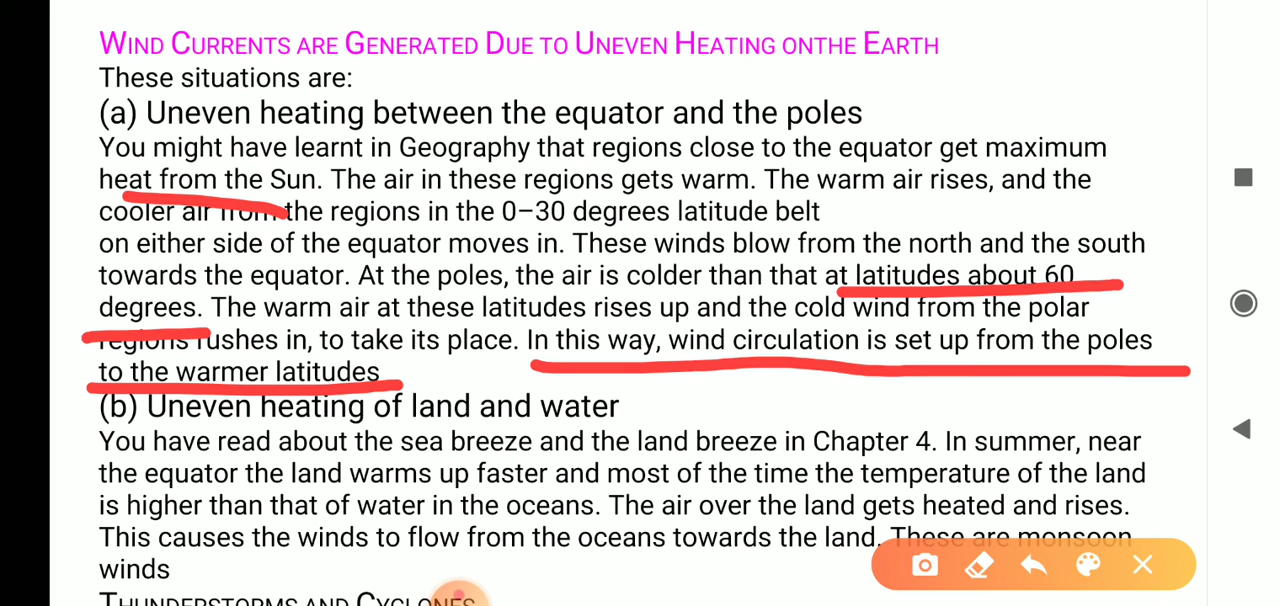 WIND CURRENTS ARE GENERATED DUE TO UNEVEN HEATING ONTHE EARTH
These situations are:
(a) Uneven heating between the equator and the poles
You might have learnt in Geography that regions close to the equator get maximum
heat from the Sun. The air in these regions gets warm. The warm air rises, and the
cooler air from the regions in the 0–30 degrees latitude belt
on either side of the equator moves in. These winds blow from the north and the south
towards the equator. At the poles, the air is colder than that at latitudes about 60
degrees. The warm air at these latitudes rises up and the cold wind from the polar
regions rushes in, to take its place. In this way, wind circulation is set up from the poles
to the warmer latitudes
(b) Uneven heating of land and water
You have read about the sea breeze and the land breeze in Chapter 4. In summer, near
the equator the land warms up faster and most of the time the temperature of the land
is higher than that of water in the oceans. The air over the land gets heated and rises.
This causes the winds to flow from the oceans towards the land. These are monsoon
winds
THUNDERSTORMS AND CYCLONES